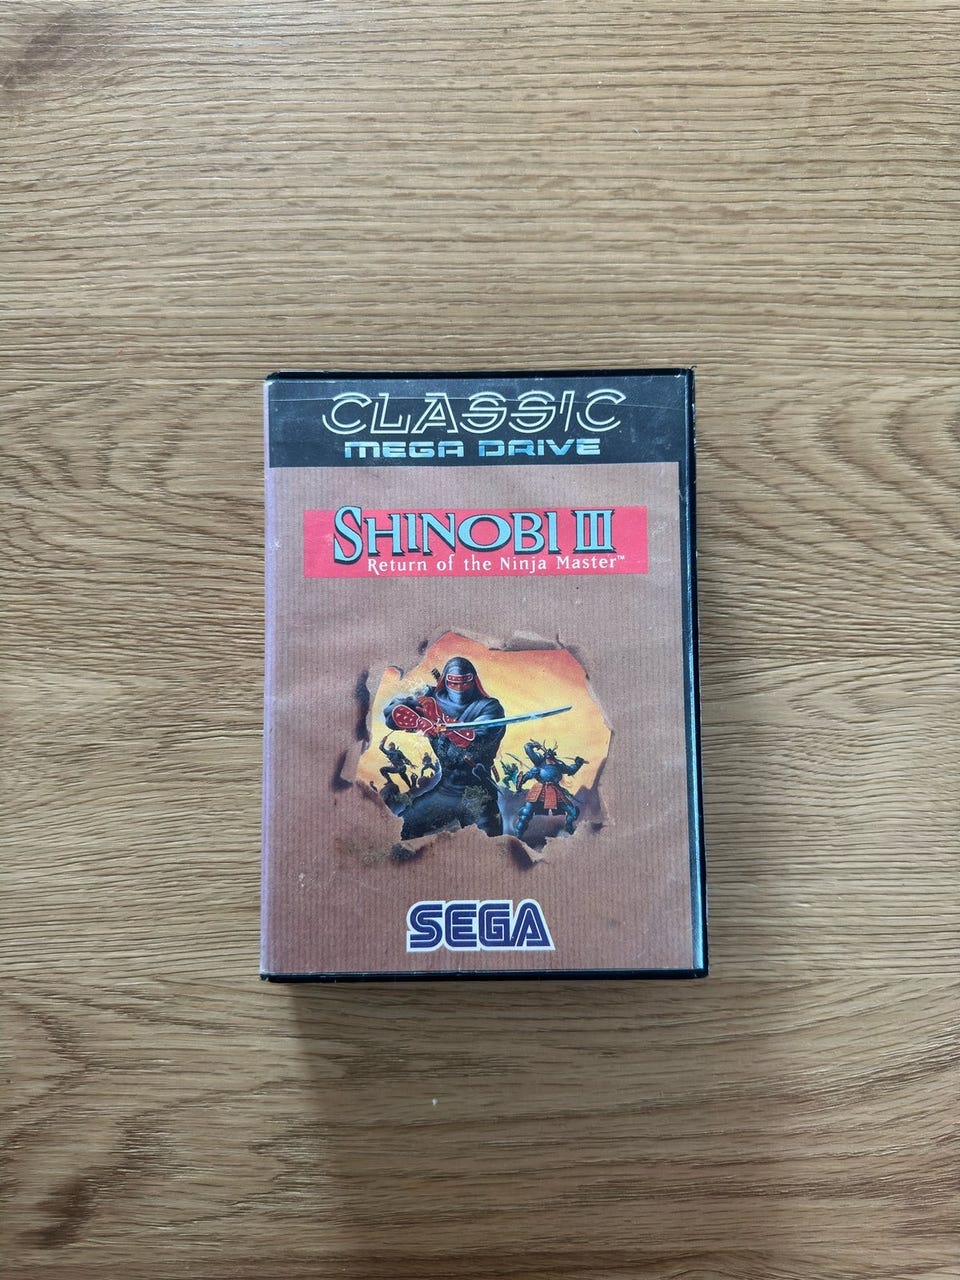 CLASSIC
MEGA DRIVE
SHINOBI III
Return of the Ninja Master™
SEGA